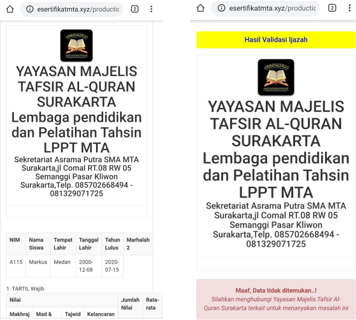 esertifikatmta.xyz/productio
3
YAYASAN MAJELIS
TAFSIR AL-QURAN
SURAKARTA
Lembaga pendidikan
dan Pelatihan Tahsin
LPPT MTA
Sekretariat Asrama Putra SMA MTA
Surakarta,jl Comal RT.08 RW 05
Semanggi Pasar Kliwon
Surakarta,Telp. 085702668494 -
081329071725
NIM Nama Siswa Tempat Lahir Tanggal Lahir Tahun Lulus Marhalah 2
A115 Markus Medan 2000-12-08 2020-07-15
1. TARTIL Wajib
Nilai Jumlah Nilai Rata-rata
Makhraj Mad & Tajwid Kelancaran
esertifikatmta.xyz/productic
3
Hasil Validasi Ijazah
YAYASAN MAJELIS
TAFSIR AL-QURAN
SURAKARTA
Lembaga pendidikan
dan Pelatihan Tahsin
LPPT MTA
Sekretariat Asrama Putra SMA MTA
Surakarta,jl Comal RT.08 RW 05
Semanggi Pasar Kliwon
Surakarta,Telp. 085702668494 -
081329071725
Maaf, Data tidak ditemukan..!
Silahkan menghubungi Yayasan Majelis Tafsir Al-
Quran Surakarta terkait untuk menanyakan masalah ini